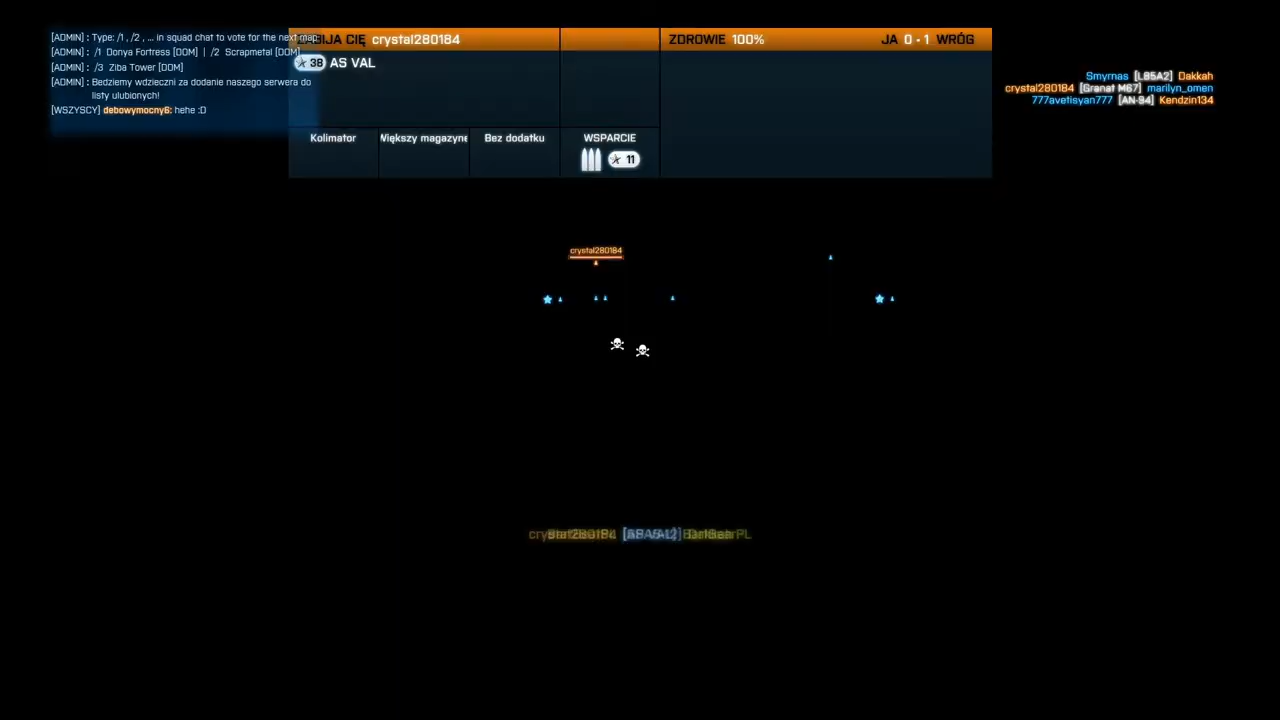 [ADMIN] : Type: /1 , /2 , ... in squad chat to vote for the next map:
[ADMIN] : /1 Donya Fortress [DOM] | /2 Scrapmetal [DOM]
[ADMIN] : /3 Ziba Tower [DOM]
[ADMIN] : Bedziemy wdzieczni za dodanie naszego serwera do
listy ulubionych!
[WSZYSCY] debowymocny6: hehe :D
CIĘ crystal280184
ZDROWIE 100%
JA 0 - 1 WRÓG
38 AS VAL
Kolimator
Większy magazyne
Bez dodatku
WSPARCIE
11
Smyrnas [L85A2] Dakkah
crystal280184 [Granat M67] marilyn_omen
777avetisyan777 [AN-94] Kendzin134
crystal280184